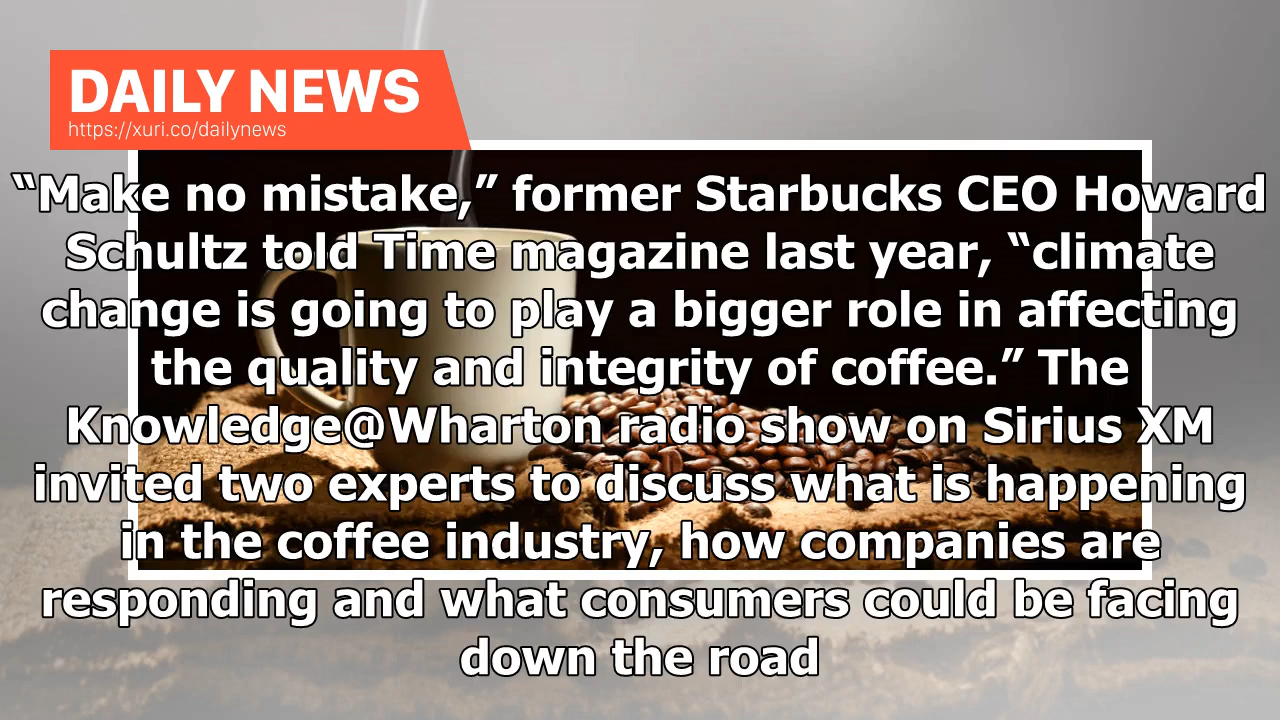 DAILY NEWS
https://xuri.co/dailynews
“Make no mistake,” former Starbucks CEO Howard
Schultz told Time magazine last year, “climate
change is going to play a bigger role in affecting
the quality and integrity of coffee.” The
Knowledge@Wharton radio show on Sirius XM
invited two experts to discuss what is happening
in the coffee industry, how companies are
responding and what consumers could be facing
down the road